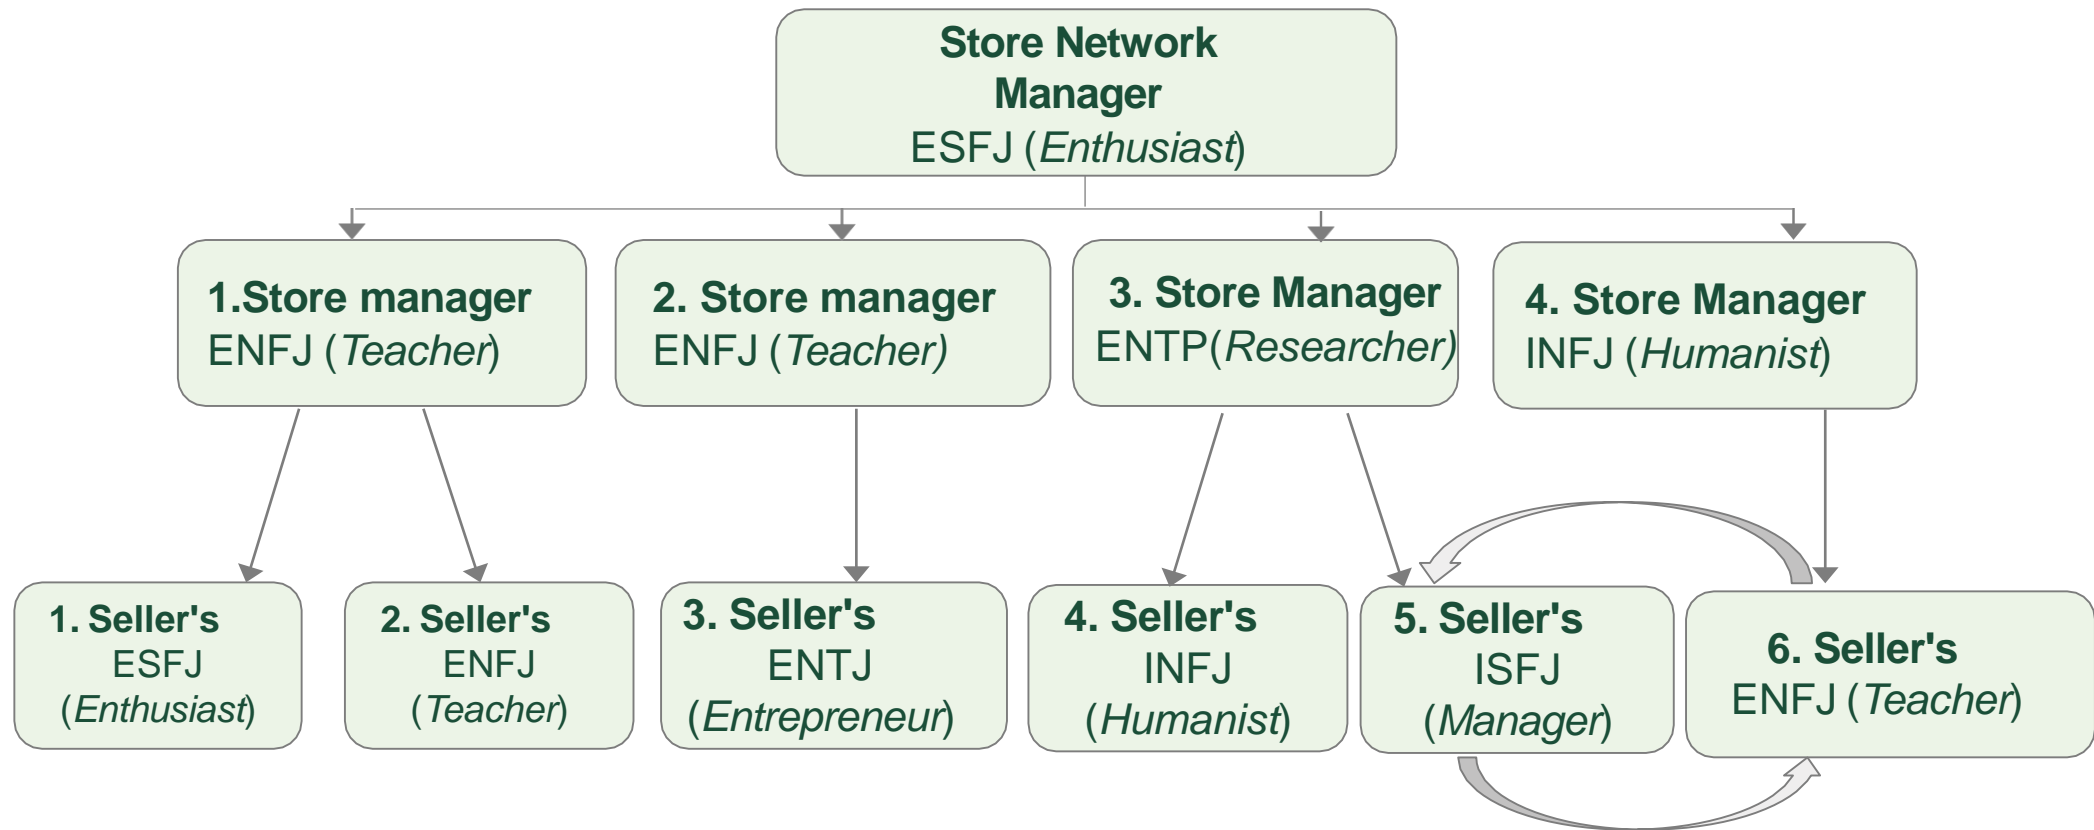 Store Network
Manager
ESFJ (Enthusiast)
1.Store manager
ENFJ (Teacher)
2. Store manager
ENFJ (Teacher)
3. Store Manager
ENTP(Researcher)
4. Store Manager
INFJ (Humanist)
1. Seller's
ESFJ
(Enthusiast)
2. Seller's
ENFJ
(Teacher)
3. Seller's
ENTJ
(Entrepreneur)
4. Seller's
INFJ
(Humanist)
5. Seller's
ISFJ
(Manager)
6. Seller's
ENFJ (Teacher)